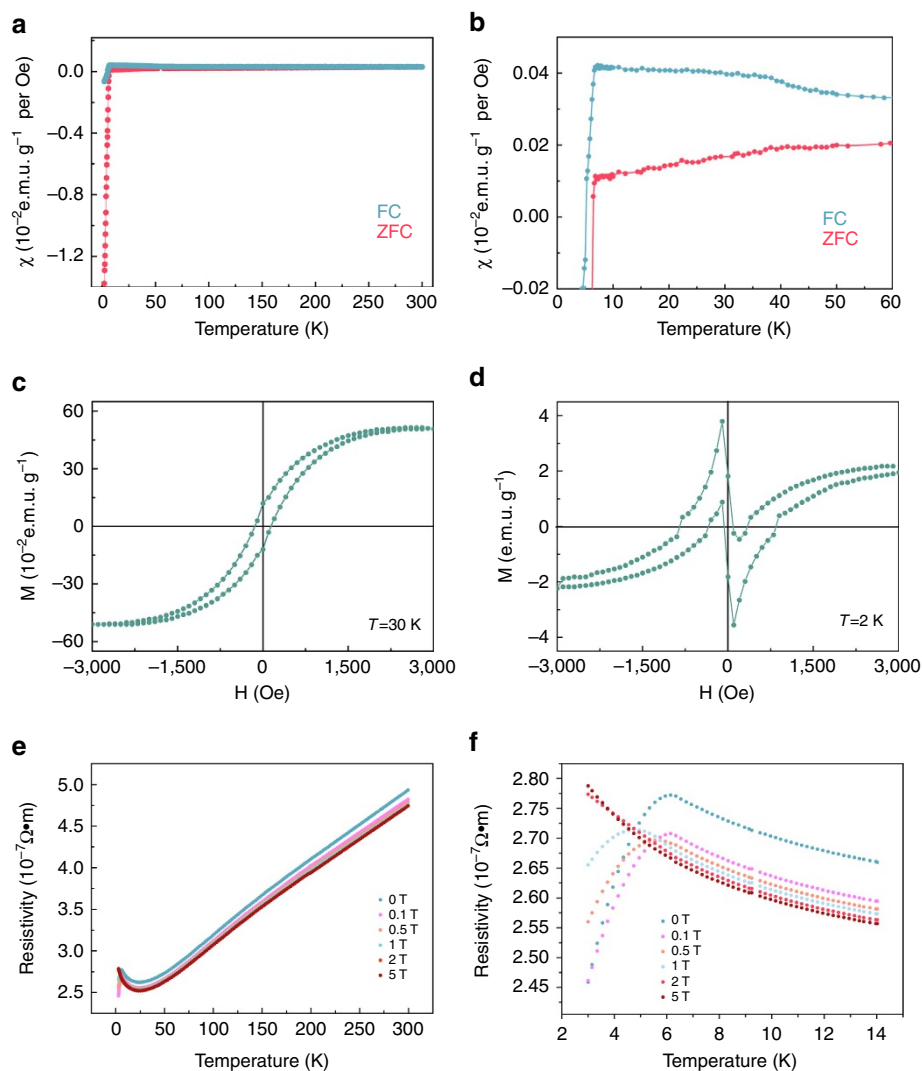 a
0.0
−0.4
−0.8
−1.2
χ (10⁻²e.m.u. g⁻¹ per Oe)
FC
ZFC
0 50 100 150 200 250 300
Temperature (K)
b
0.04
0.02
0.00
−0.02
χ (10⁻²e.m.u. g⁻¹ per Oe)
FC
ZFC
0 10 20 30 40 50 60
Temperature (K)
c
60
30
0
−30
−60
M (10⁻²e.m.u. g⁻¹)
T=30 K
−3,000 −1,500 0 1,500 3,000
H (Oe)
d
4
2
0
−2
−4
M (e.m.u. g⁻¹)
T=2 K
−3,000 −1,500 0 1,500 3,000
H (Oe)
e
5.0
4.5
4.0
3.5
3.0
2.5
Resistivity (10⁻⁷Ω•m)
0 T
0.1 T
0.5 T
1 T
2 T
5 T
0 50 100 150 200 250 300
Temperature (K)
f
2.80
2.75
2.70
2.65
2.60
2.55
2.50
2.45
Resistivity (10⁻⁷Ω•m)
0 T
0.1 T
0.5 T
1 T
2 T
5 T
2 4 6 8 10 12 14
Temperature (K)